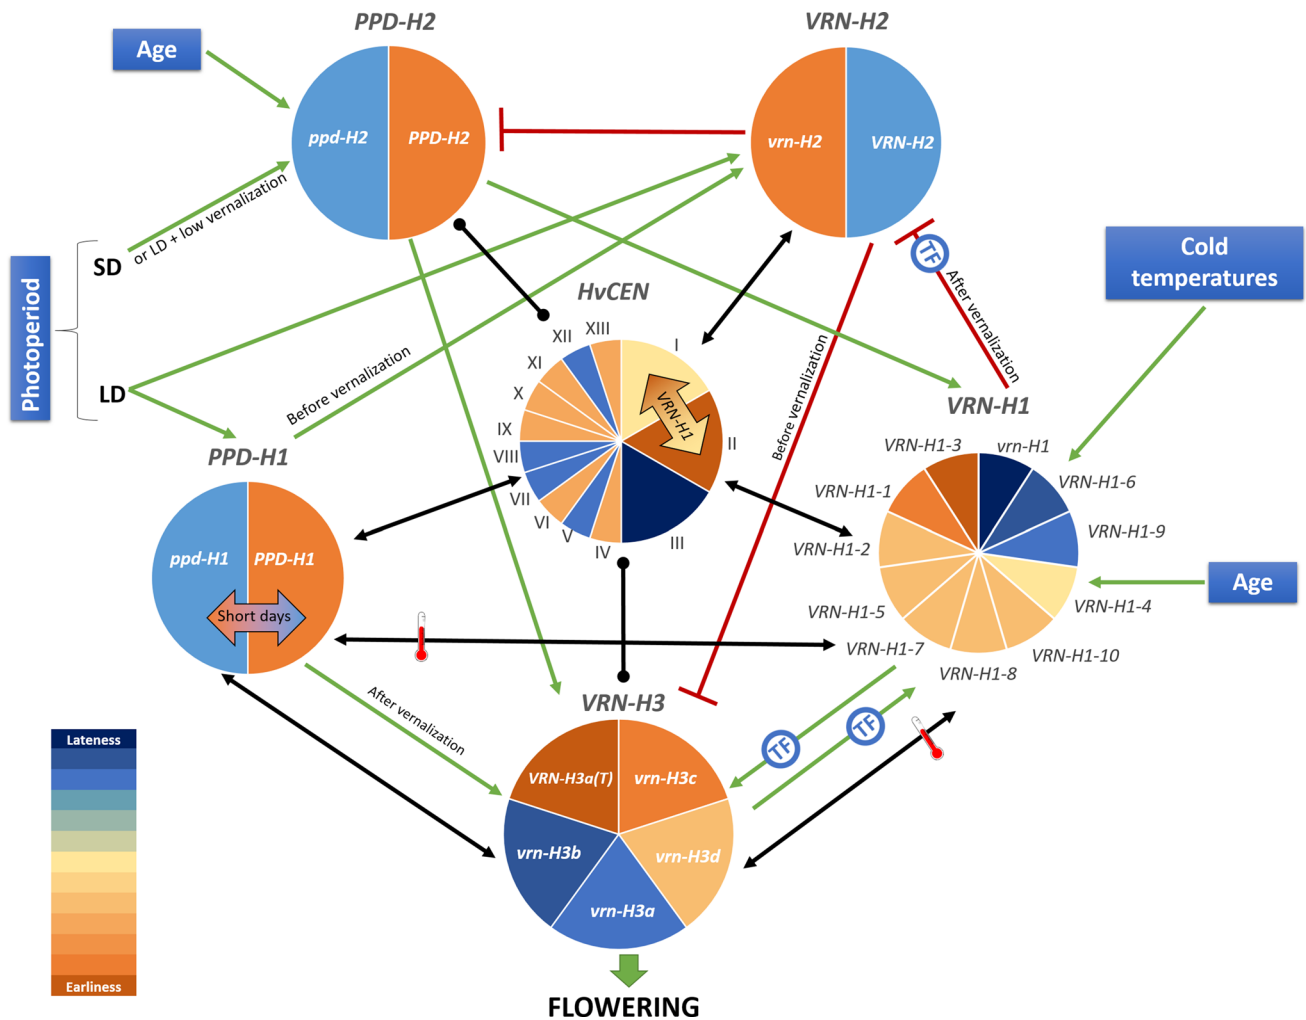 PPD-H2
VRN-H2
Age
ppd-H2
PPD-H2
vrn-H2
VRN-H2
or LD + low vernalization
SD
Photoperiod
LD
TF
After vernalization
Cold
temperatures
HvCEN
XII
XIII
I
XI
X
IX
VIII
VII
VI
V
IV
III
II
VRN-H1
Before vernalization
Before vernalization
VRN-H1
VRN-H1-3
vrn-H1
VRN-H1-1
VRN-H1-6
VRN-H1-2
VRN-H1-9
VRN-H1-5
VRN-H1-4
VRN-H1-7
VRN-H1-10
VRN-H1-8
Age
PPD-H1
ppd-H1
PPD-H1
Short days
After vernalization
TF
TF
VRN-H3
VRN-H3a(T)
vrn-H3c
vrn-H3b
vrn-H3d
vrn-H3a
Lateness
Earliness
FLOWERING